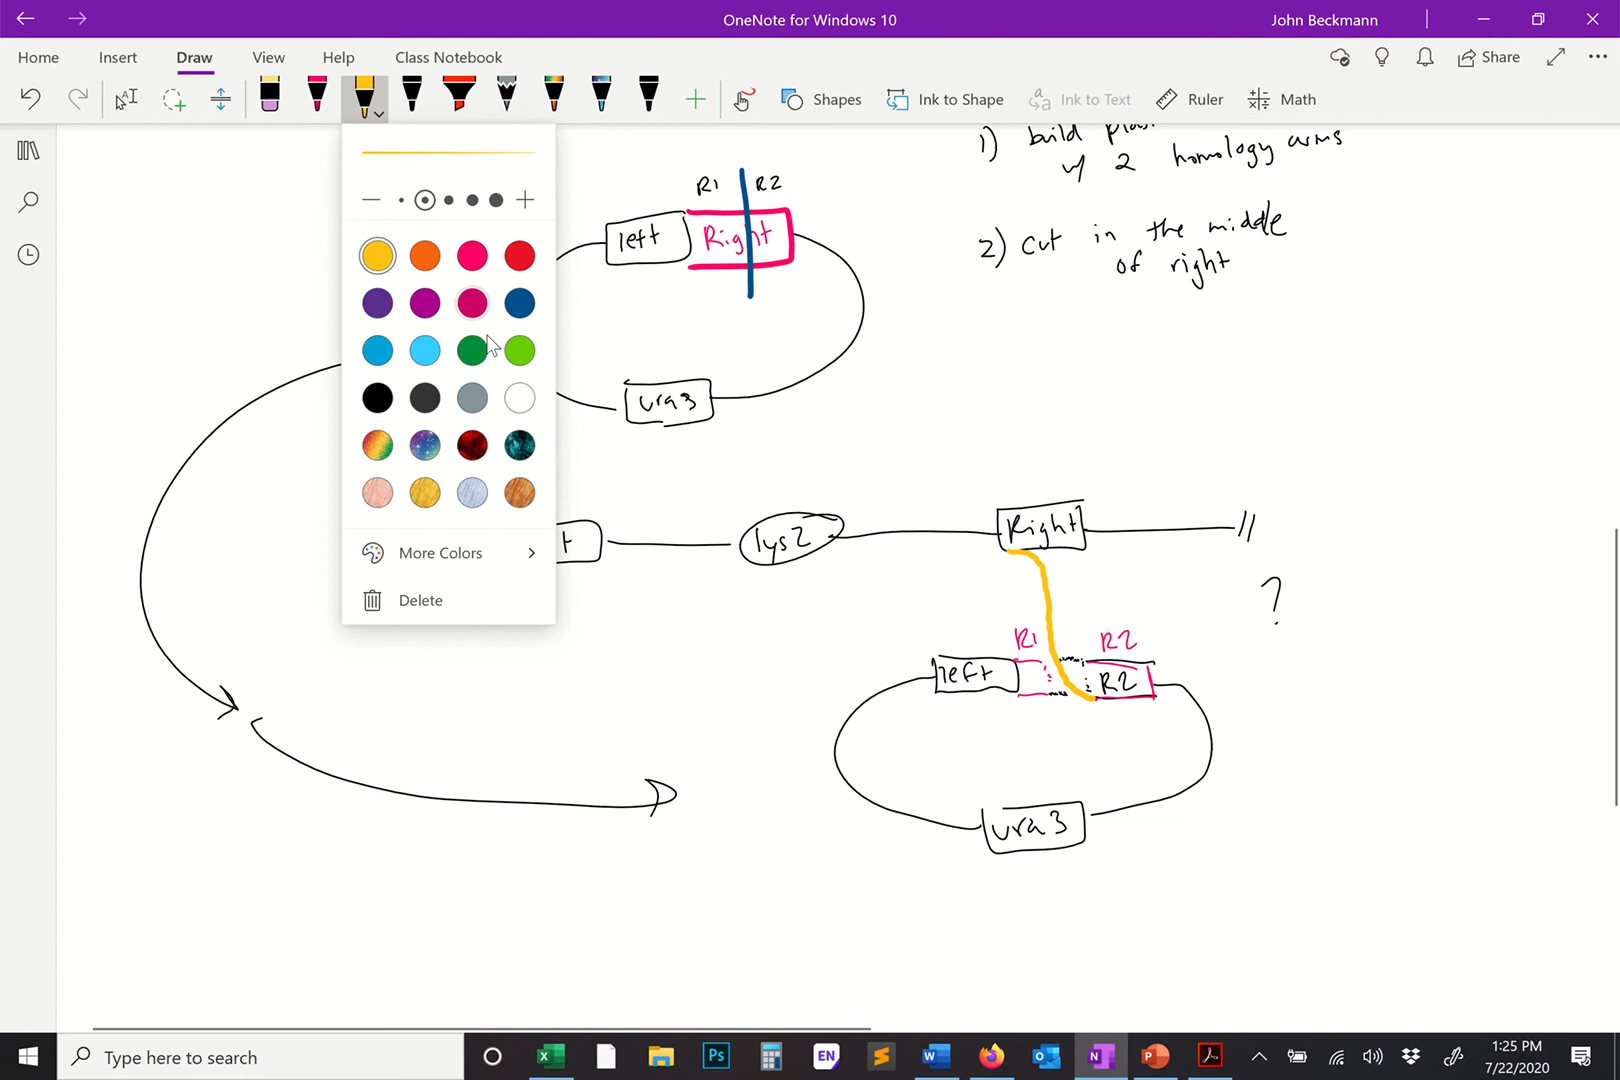 OneNote for Windows 10
John Beckmann
Home
Insert
Draw
View
Help
Class Notebook
Share
Shapes
Ink to Shape
Ink to Text
Ruler
Math
1) build
w/ 2 homology arms
R1 R2
left Right
2) cut in the middle
of right
ura3
More Colors
Delete
t
lys2
Right
?
R1 R2
left R2
ura3
Type here to search
EN
1:25 PM
7/22/2020